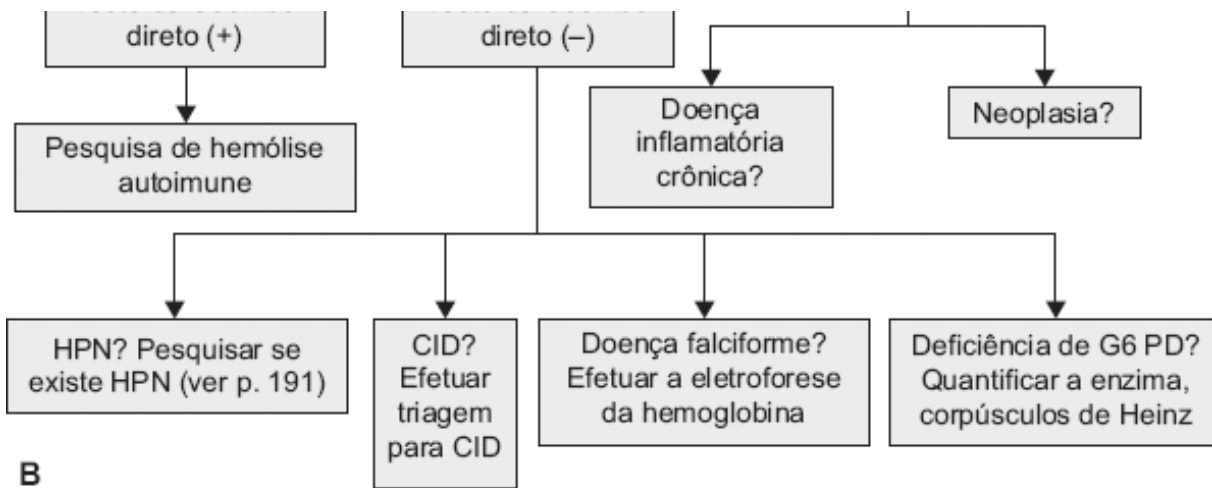 direto (+)
direto (–)
Doença
inflamatória
crônica?
Neoplasia?
Pesquisa de hemólise
autoimune
HPN? Pesquisar se
existe HPN (ver p. 191)
CID?
Efetuar
triagem
para CID
Doença falciforme?
Efetuar a eletroforese
da hemoglobina
Deficiência de G6 PD?
Quantificar a enzima,
corpúsculos de Heinz
B